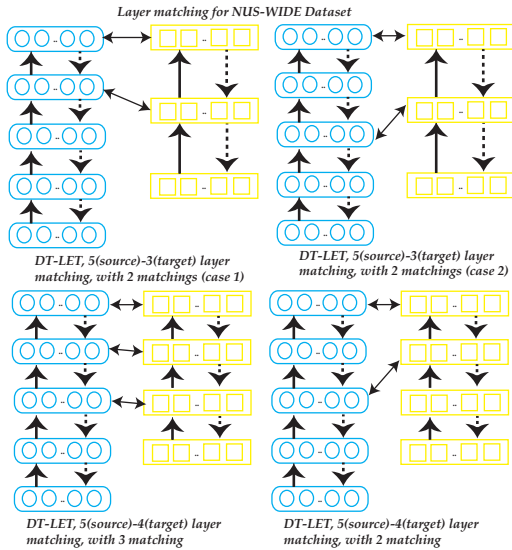 Layer matching for NUS-WIDE Dataset
DT-LET, 5(source)-3(target) layer
matching, with 2 matchings (case 1)
DT-LET, 5(source)-3(target) layer
matching, with 2 matchings (case 2)
DT-LET, 5(source)-4(target) layer
matching, with 3 matching
DT-LET, 5(source)-4(target) layer
matching, with 2 matching